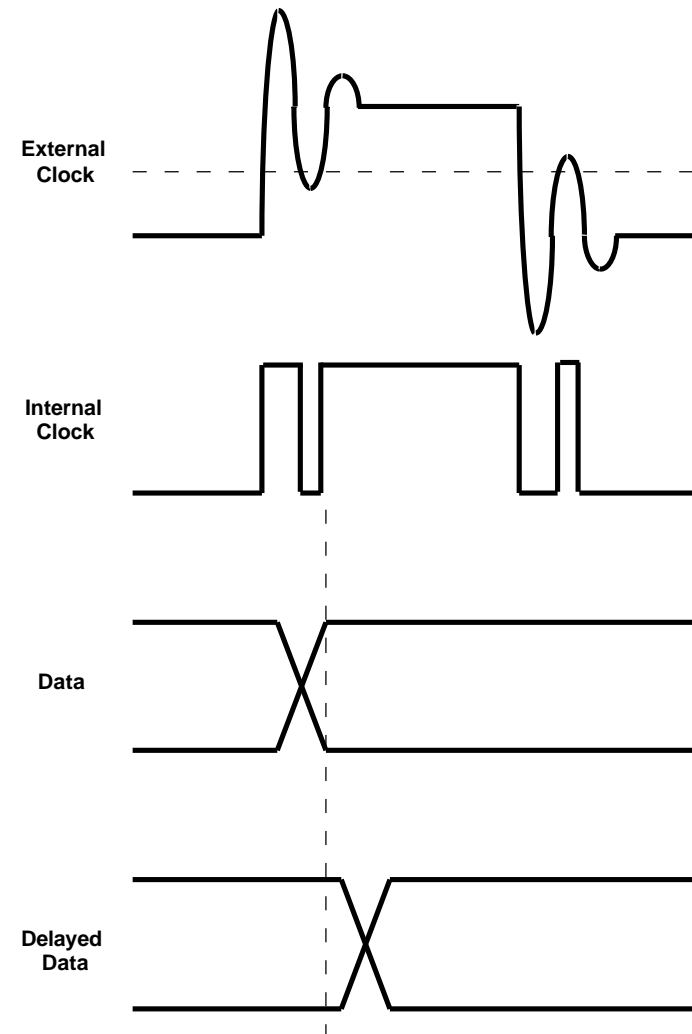 External
Clock
Internal
Clock
Data
Delayed
Data